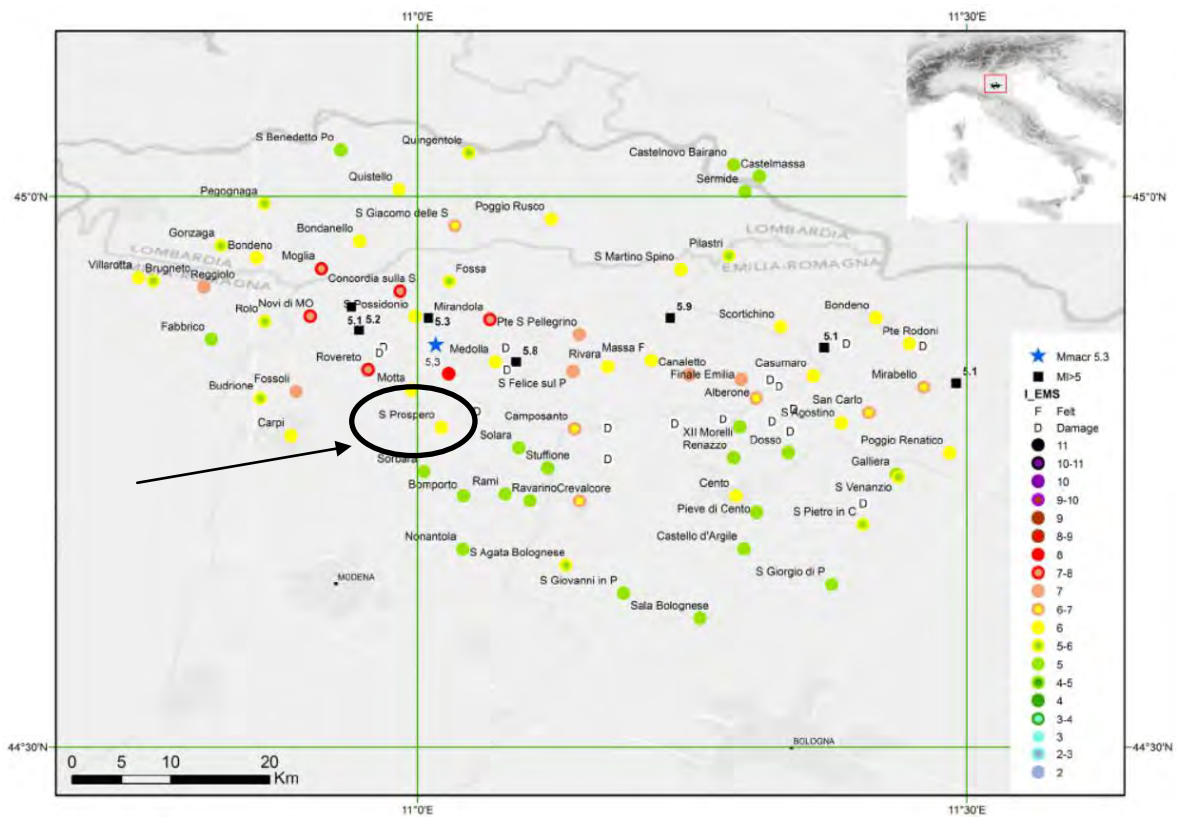 11°0'E
11°30'E
S Benedetto Po
Quingentole
Castelnovo Bairano
Castelmassa
Quistello
Sermide
45°0'N
45°0'N
Pegognaga
S Giacomo delle S
Poggio Rusco
Bondanello
LOMBARDIA
Gonzaga
Bondeno
Moglia
Pilastri
LOMBARDIA
S Martino Spino
EMILIA-ROMAGNA
Villarotta
Brugneto
Reggiolo
Concordia sulla S
Fossa
Novi di MO
S Possidonio
Mirandola
5.9
Bondeno
Rolo
5.1
5.2
5.3
Pte S Pellegrino
Scortichino
Fabbrico
5.1
D
Pte Rodoni
D
D
Medolla
D
5.8
Rivara
Massa F
5.3
Rovereto
D
Canaletto
Casumaro
Mirabello
5.1
Budrione
Fossoli
Motta
S Felice sul P
Finale Emilia
D
D
Alberone
San Carlo
S Prospero
D
Camposanto
D
S Agostino
Carpi
Solara
D
D
D
D
D
XII Morelli
Renazzo
Dosso
Poggio Renatico
Sorbara
Stuffione
D
Galliera
Bomporto
Rami
Ravarino
Crevalcore
Cento
S Venanzio
D
Pieve di Cento
S Pietro in C
Nonantola
S Agata Bolognese
Castello d'Argile
MODENA
S Giovanni in P
S Giorgio di P
Sala Bolognese
BOLOGNA
44°30'N
44°30'N
0 5 10 20
Km
11°0'E
11°30'E
Mmacr 5.3
Ml>5
I_EMS
F Felt
D Damage
11
10-11
10
9-10
9
8-9
8
7-8
7
6-7
6
5-6
5
4-5
4
3-4
3
2-3
2